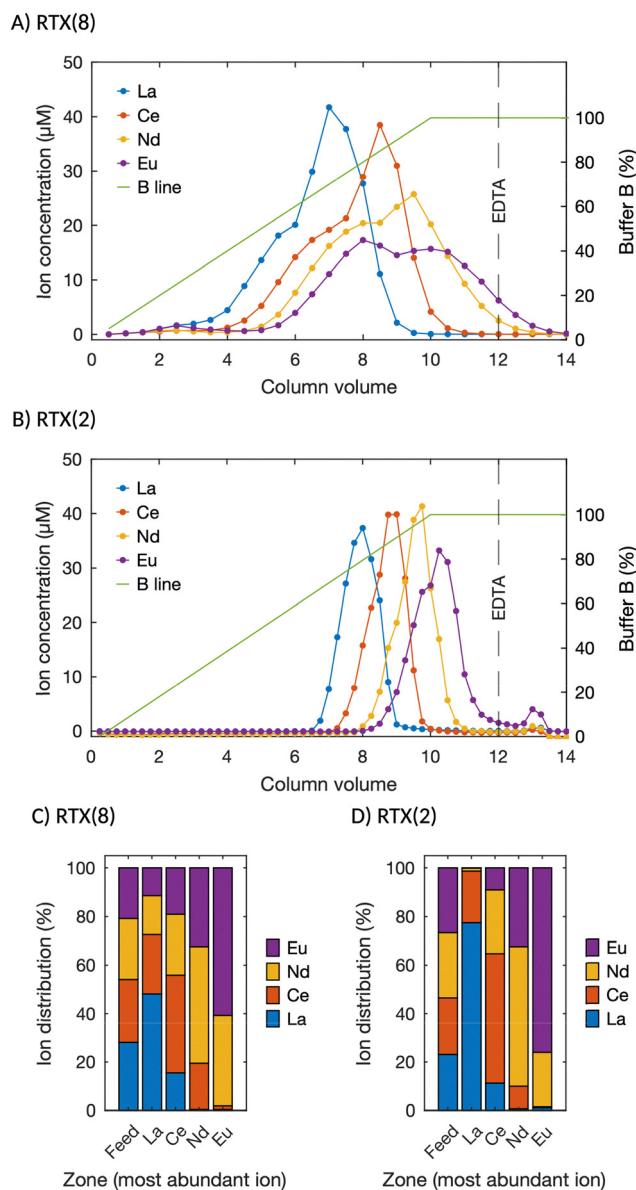 A) RTX(8)
50
40
30
20
10
0
Ion concentration (µM)
La
Ce
Nd
Eu
B line
EDTA
100
80
60
40
20
0
Buffer B (%)
0 2 4 6 8 10 12 14
Column volume
B) RTX(2)
50
40
30
20
10
0
Ion concentration (µM)
La
Ce
Nd
Eu
B line
EDTA
100
80
60
40
20
0
Buffer B (%)
0 2 4 6 8 10 12 14
Column volume
C) RTX(8)
100
80
60
40
20
0
Ion distribution (%)
Eu
Nd
Ce
La
Feed La Ce Nd Eu
Zone (most abundant ion)
D) RTX(2)
100
80
60
40
20
0
Ion distribution (%)
Eu
Nd
Ce
La
Feed La Ce Nd Eu
Zone (most abundant ion)